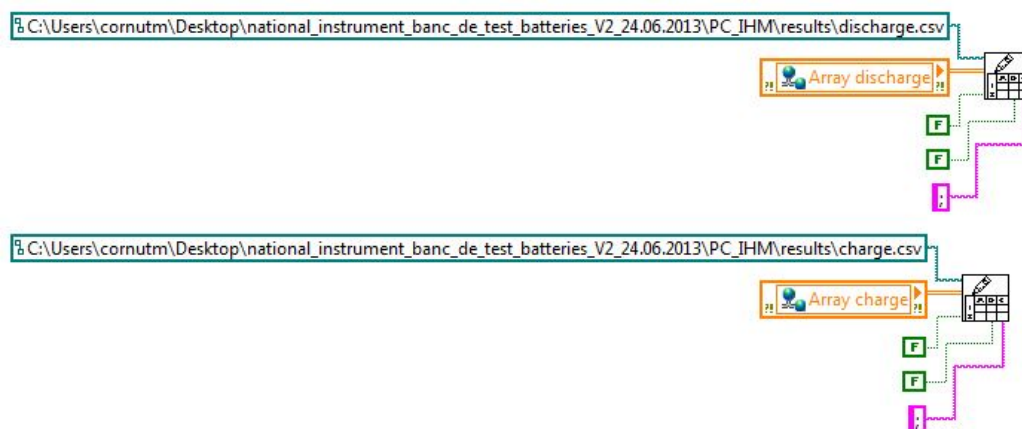 C:\Users\cornutm\Desktop\national_instrument_banc_de_test_batteries_V2_24.06.2013\PC_IHM\results\discharge.csv
Array discharge
F
F
;
C:\Users\cornutm\Desktop\national_instrument_banc_de_test_batteries_V2_24.06.2013\PC_IHM\results\charge.csv
Array charge
F
F
;